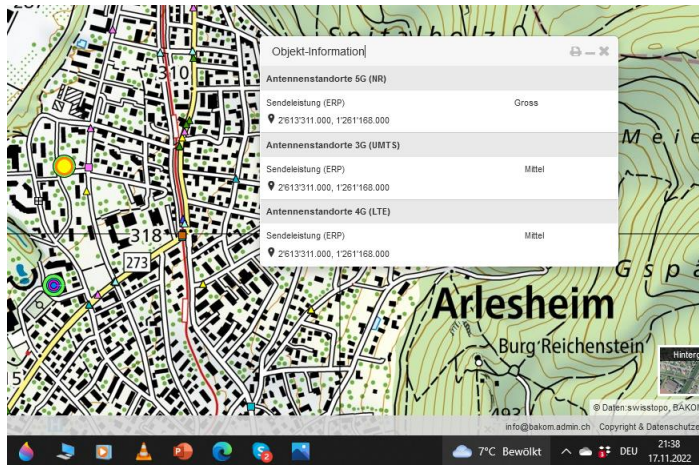 Spitalholz
Objekt-Information
310
Antennenstandorte 5G (NR)
Sendeleistung (ERP) Gross
2'613'311.000, 1'261'168.000
Antennenstandorte 3G (UMTS)
Sendeleistung (ERP) Mittel
2'613'311.000, 1'261'168.000
Antennenstandorte 4G (LTE)
318
Sendeleistung (ERP) Mittel
2'613'311.000, 1'261'168.000
273
Arlesheim
Burg Reichenstein
© Daten:swisstopo, BAKOM
info@bakom.admin.ch Copyright & Datenschutze
7°C Bewölkt DEU 21:38
17.11.2022